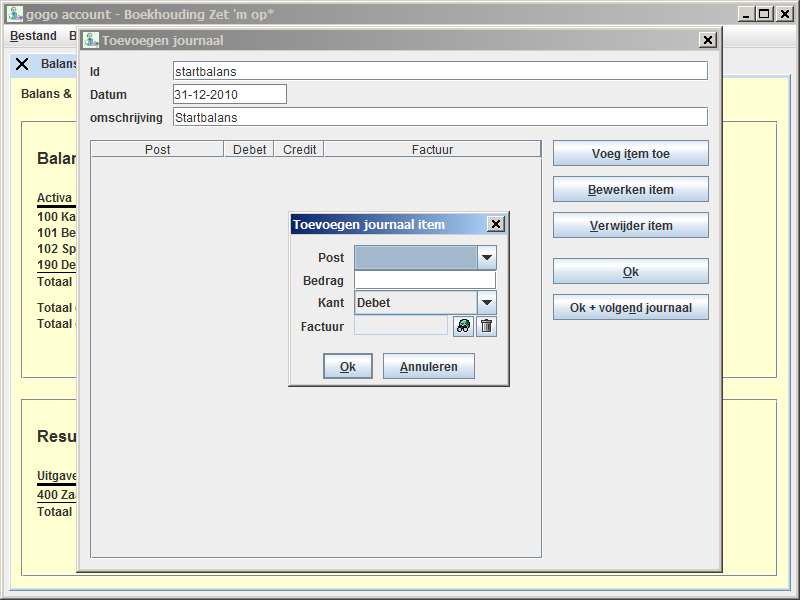 gogo account - Boekhouding Zet 'm op*
Bestand B
Toevoegen journaal
Balans
Balans &
Id startbalans
Datum 31-12-2010
omschrijving Startbalans
Post Debet Credit Factuur
Voeg item toe
Bewerken item
Verwijder item
Ok
Ok + volgend journaal
Toevoegen journaal item
Post
Bedrag
Kant Debet
Factuur
Ok Annuleren
Activa
100 Ka
101 Be
102 Sp
190 De
Totaal
Totaal
Totaal
Uitgave
400 Zaa
Totaal